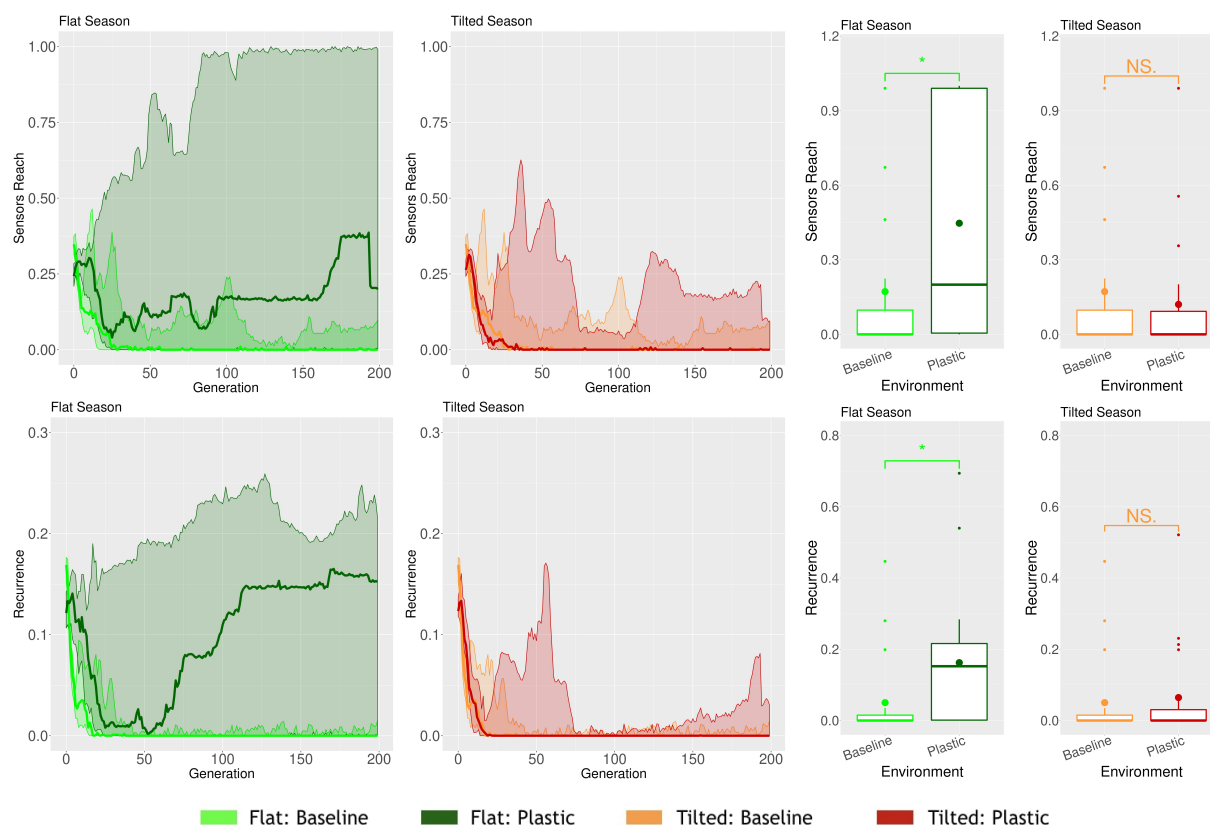 Flat Season
Tilted Season
Flat Season
Tilted Season
Sensors Reach
1.00
0.75
0.50
0.25
0.00
0
50
100
150
200
Generation
Sensors Reach
1.00
0.75
0.50
0.25
0.00
0
50
100
150
200
Generation
Sensors Reach
1.2
0.9
0.6
0.3
0.0
*
Baseline
Plastic
Environment
Sensors Reach
1.2
0.9
0.6
0.3
0.0
NS.
Baseline
Plastic
Environment
Flat Season
Tilted Season
Flat Season
Tilted Season
Recurrence
0.3
0.2
0.1
0.0
0
50
100
150
200
Generation
Recurrence
0.3
0.2
0.1
0.0
0
50
100
150
200
Generation
Recurrence
0.8
0.6
0.4
0.2
0.0
*
Baseline
Plastic
Environment
Recurrence
0.8
0.6
0.4
0.2
0.0
NS.
Baseline
Plastic
Environment
Flat: Baseline
Flat: Plastic
Tilted: Baseline
Tilted: Plastic